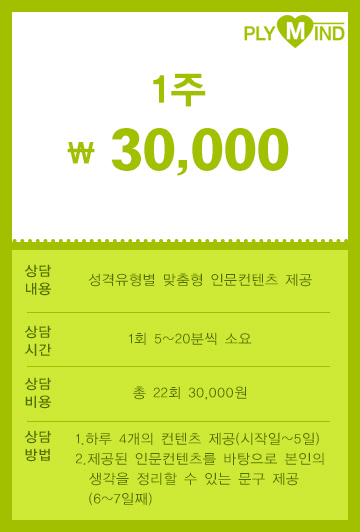 PLY MIND
1주
₩ 30,000
상담
내용
성격유형별 맞춤형 인문컨텐츠 제공
상담
시간
1회 5~20분씩 소요
상담
비용
총 22회 30,000원
상담
방법
1.하루 4개의 컨텐츠 제공(시작일~5일)
2.제공된 인문컨텐츠를 바탕으로 본인의
생각을 정리할 수 있는 문구 제공
(6~7일째)